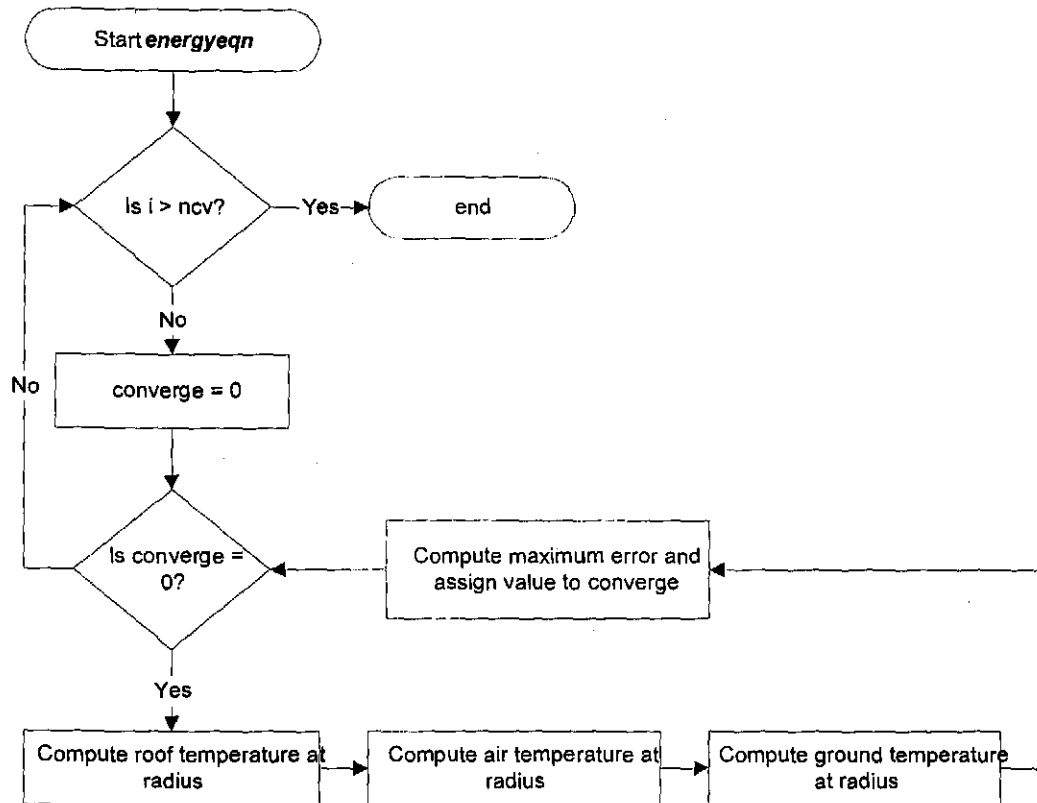 Start energyeqn
Is i > ncv?
Yes
end
No
converge = 0
No
Is converge =
0?
Compute maximum error and
assign value to converge
Yes
Compute roof temperature at
radius
Compute air temperature at
radius
Compute ground temperature
at radius